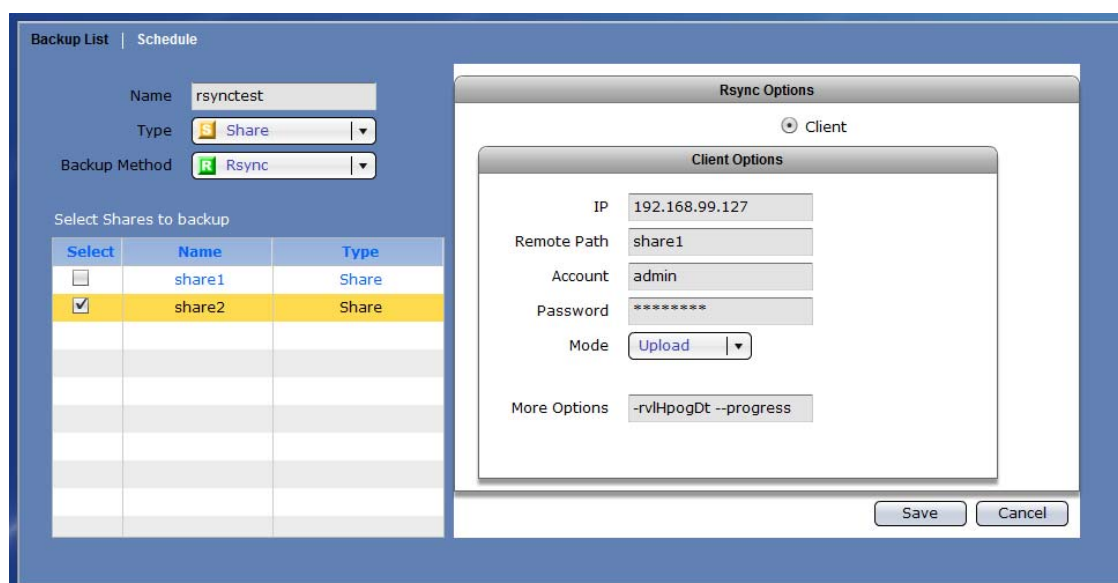 Backup List | Schedule
Name rsynctest
Type S Share
Backup Method R Rsync
Select Shares to backup
Select Name Type
share1 Share
share2 Share
Rsync Options
Client
Client Options
IP 192.168.99.127
Remote Path share1
Account admin
Password ********
Mode Upload
More Options -rvlHpogDt --progress
Save Cancel